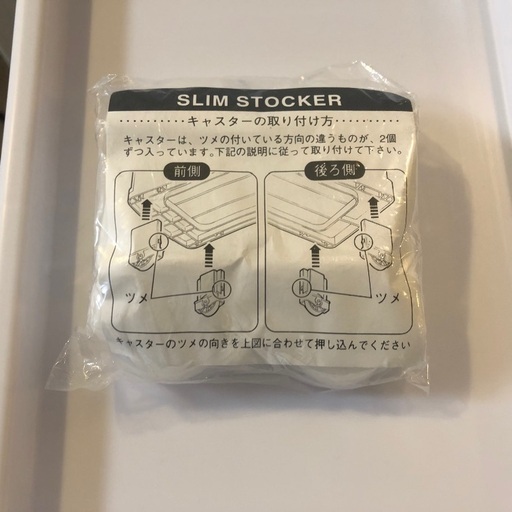 SLIM STOCKER
·········キャスターの取り付け方·········
キャスターは、ツメの付いている方向の違うものが、2個
ずつ入っています。下記の説明に従って取り付けて下さい。
前側
後ろ側
ツメ
ツメ
キャスターのツメの向きを上図に合わせて押し込んでください